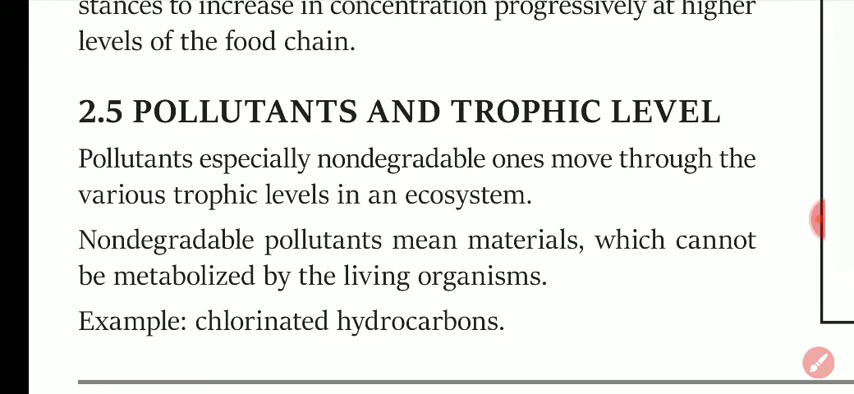 stances to increase in concentration progressively at higher
levels of the food chain.
2.5 POLLUTANTS AND TROPHIC LEVEL
Pollutants especially nondegradable ones move through the
various trophic levels in an ecosystem.
Nondegradable pollutants mean materials, which cannot
be metabolized by the living organisms.
Example: chlorinated hydrocarbons.